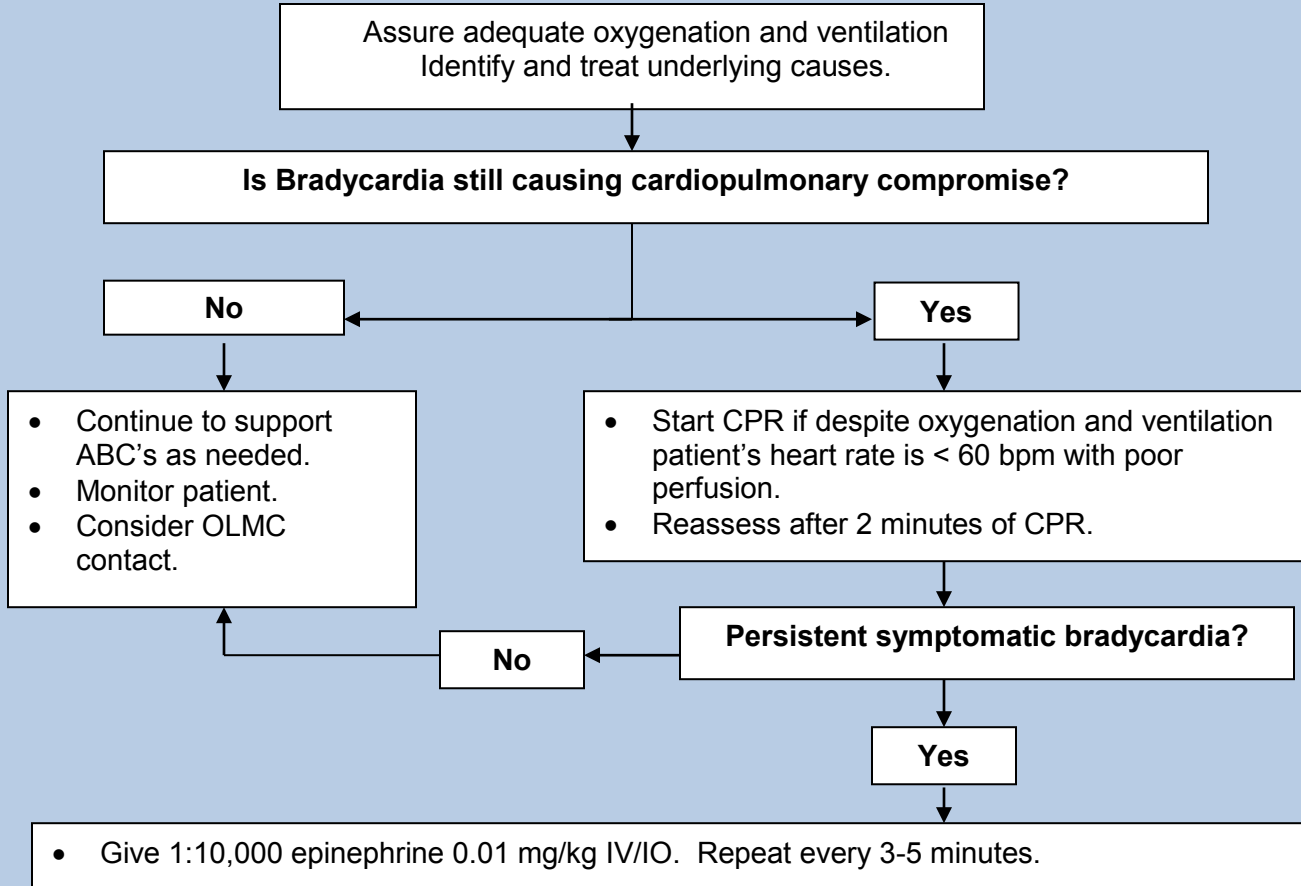 Assure adequate oxygenation and ventilation
Identify and treat underlying causes.
Is Bradycardia still causing cardiopulmonary compromise?
No
Yes
• Continue to support
ABC’s as needed.
• Monitor patient.
• Consider OLMC
contact.
• Start CPR if despite oxygenation and ventilation
patient’s heart rate is < 60 bpm with poor
perfusion.
• Reassess after 2 minutes of CPR.
Persistent symptomatic bradycardia?
No
Yes
• Give 1:10,000 epinephrine 0.01 mg/kg IV/IO. Repeat every 3-5 minutes.